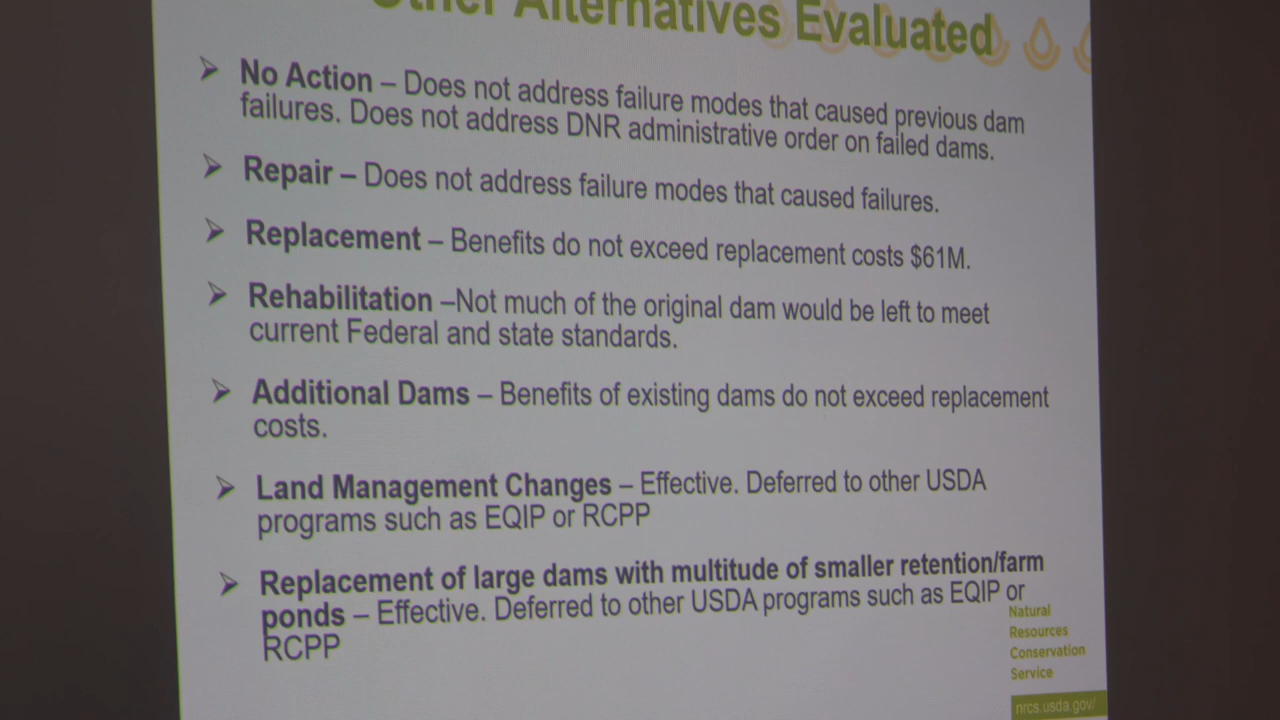 Other Alternatives Evaluated
➢ No Action – Does not address failure modes that caused previous dam
failures. Does not address DNR administrative order on failed dams.
➢ Repair – Does not address failure modes that caused failures.
➢ Replacement – Benefits do not exceed replacement costs $61M.
➢ Rehabilitation –Not much of the original dam would be left to meet
current Federal and state standards.
➢ Additional Dams – Benefits of existing dams do not exceed replacement
costs.
➢ Land Management Changes – Effective. Deferred to other USDA
programs such as EQIP or RCPP
➢ Replacement of large dams with multitude of smaller retention/farm
ponds – Effective. Deferred to other USDA programs such as EQIP or
RCPP
Natural
Resources
Conservation
Service
nrcs.usda.gov/